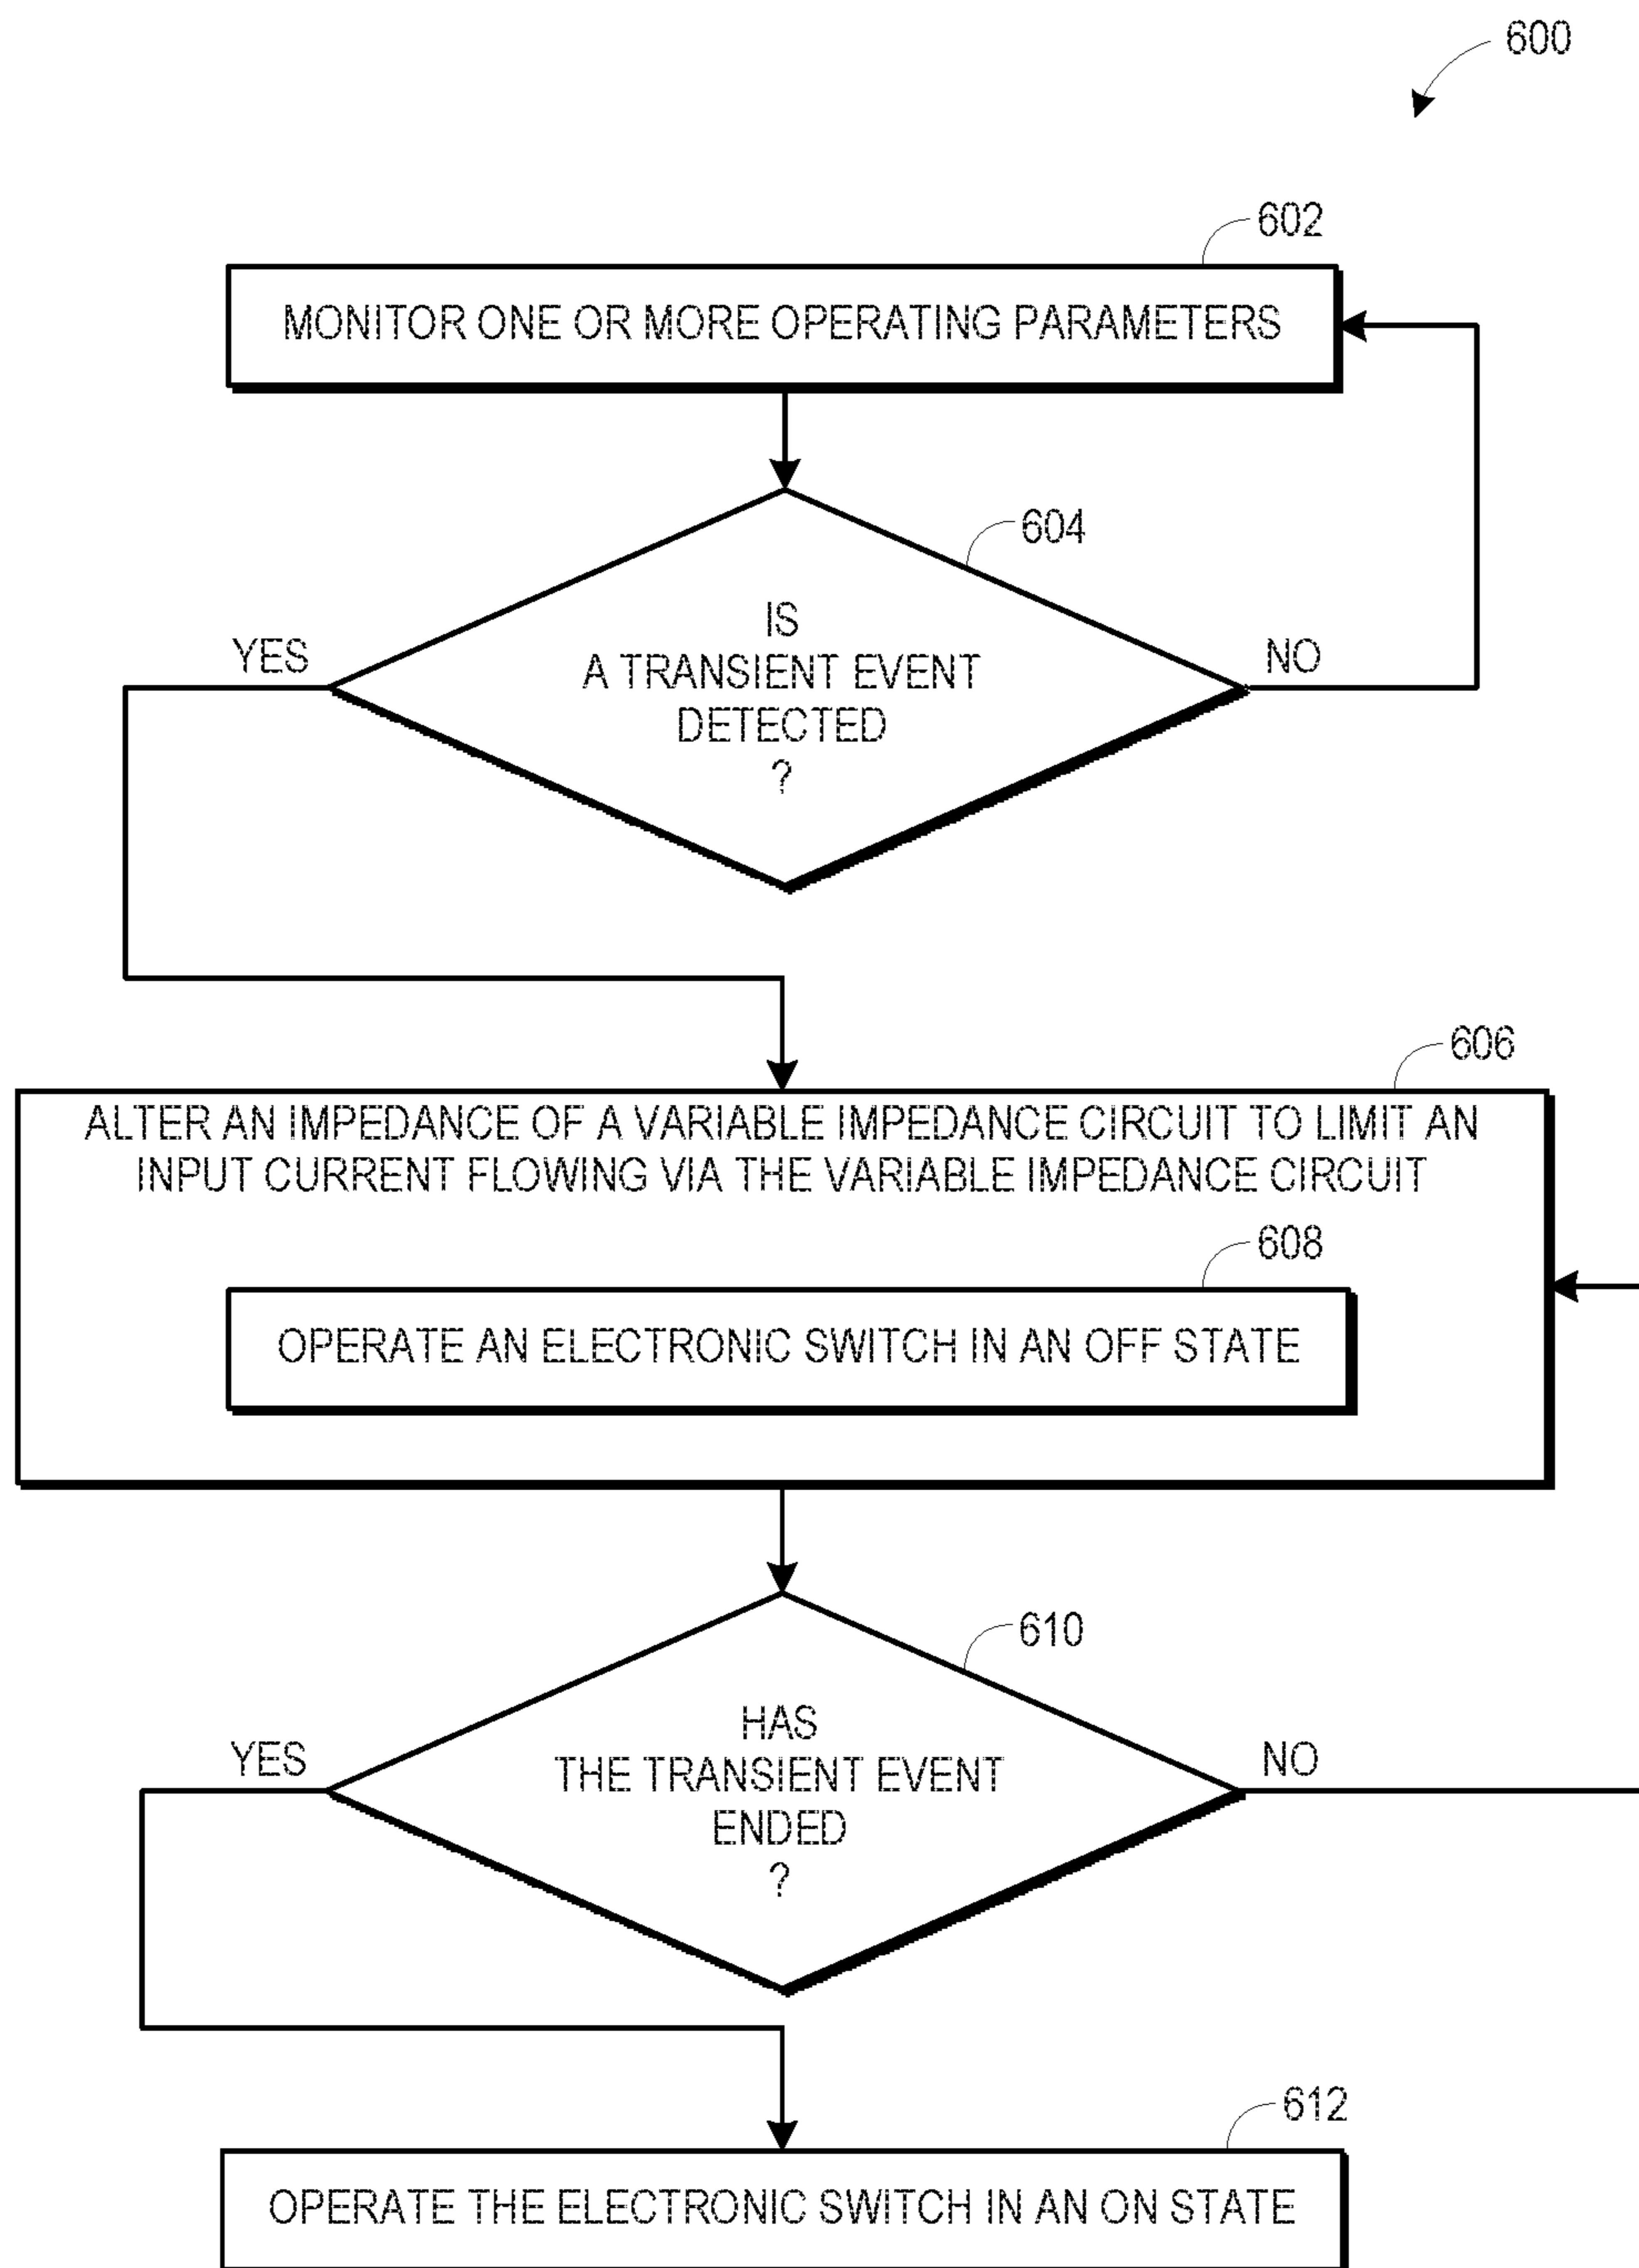 600
602
MONITOR ONE OR MORE OPERATING PARAMETERS
604
IS
A TRANSIENT EVENT
DETECTED
?
YES
NO
606
ALTER AN IMPEDANCE OF A VARIABLE IMPEDANCE CIRCUIT TO LIMIT AN
INPUT CURRENT FLOWING VIA THE VARIABLE IMPEDANCE CIRCUIT
608
OPERATE AN ELECTRONIC SWITCH IN AN OFF STATE
610
HAS
THE TRANSIENT EVENT
ENDED
?
YES
NO
612
OPERATE THE ELECTRONIC SWITCH IN AN ON STATE